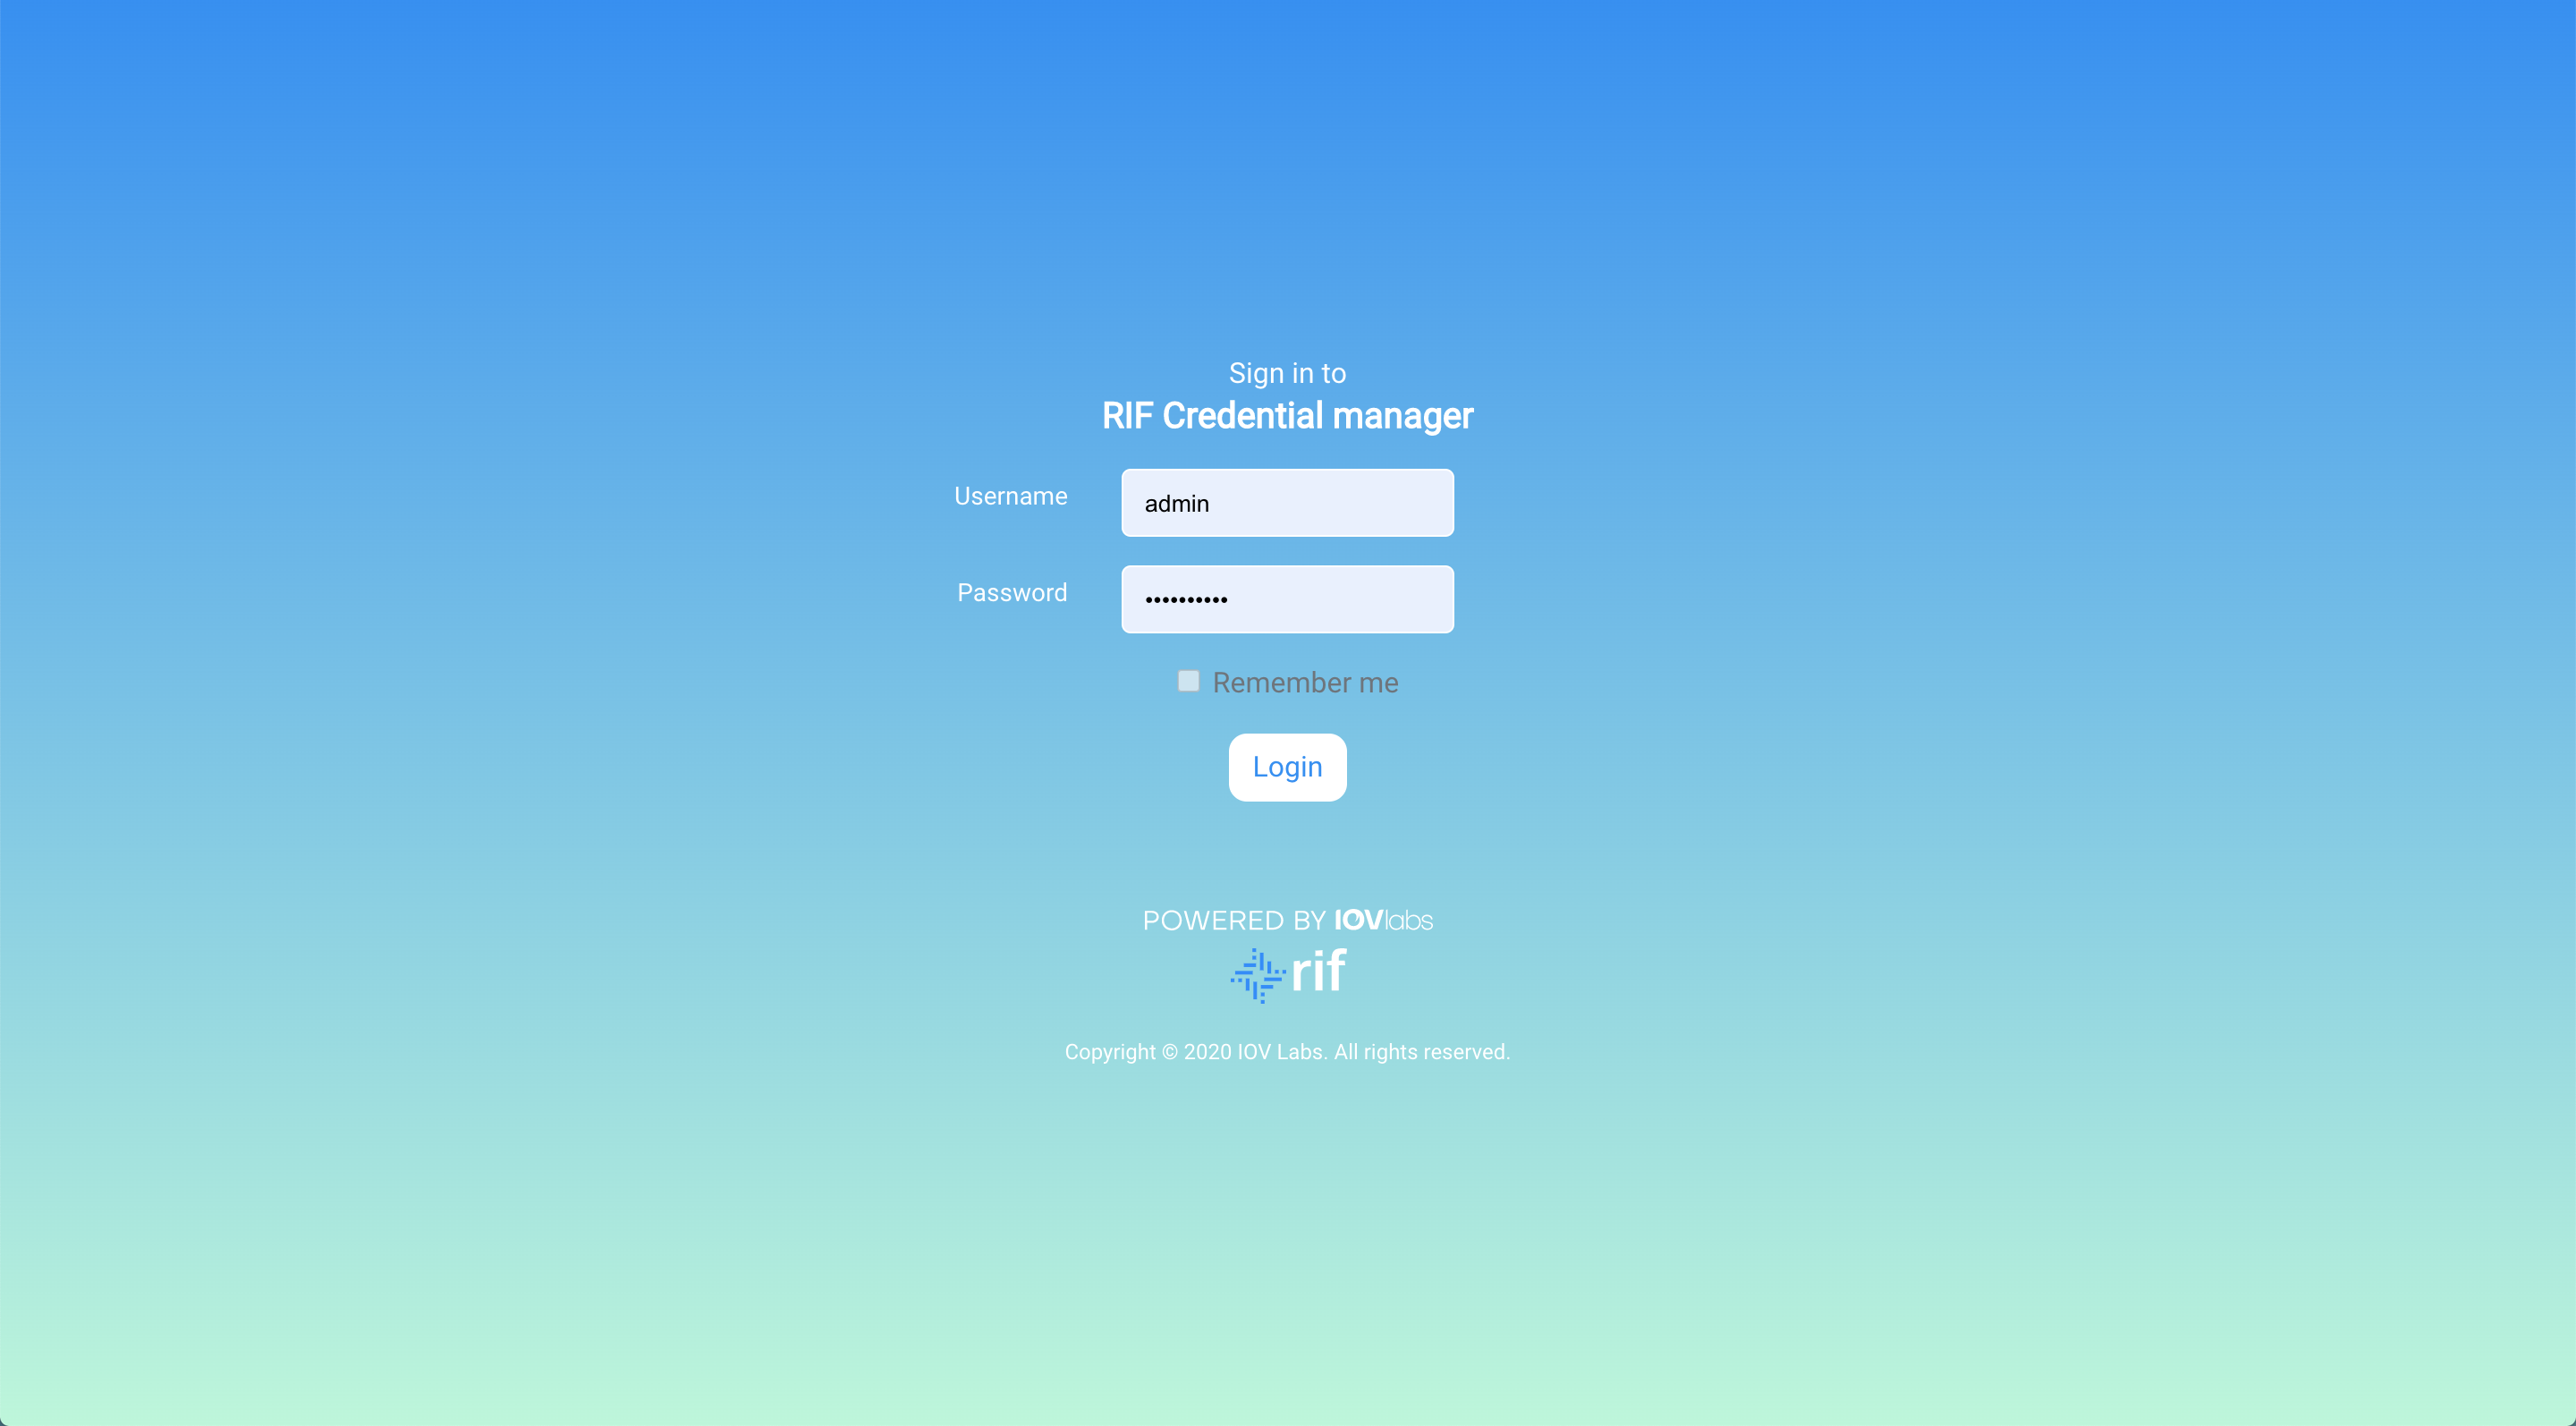 Sign in to
RIF Credential manager
Username
admin
Password
••••••••••
Remember me
Login
POWERED BY IOVlabs
rif
Copyright © 2020 IOV Labs. All rights reserved.